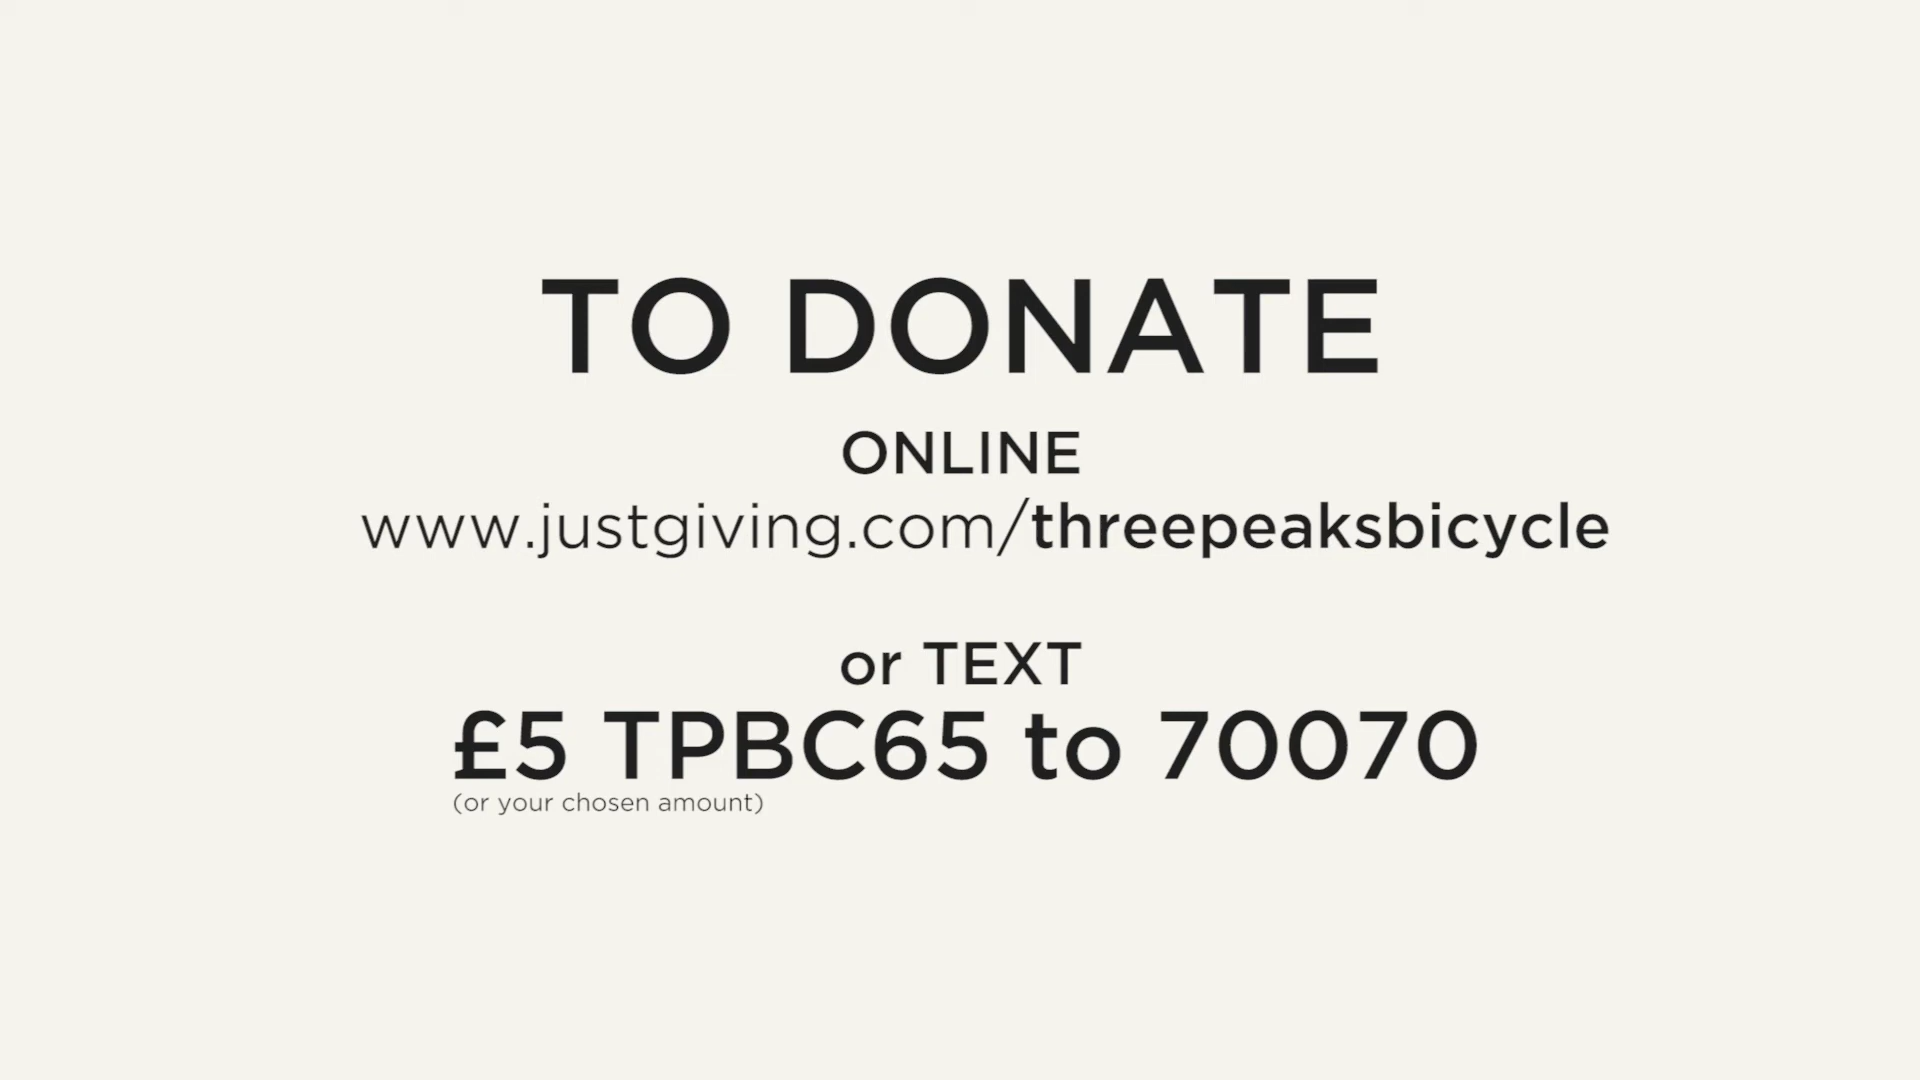 TO DONATE
ONLINE
www.justgiving.com/threepeaksbicycle
or TEXT
£5 TPBC65 to 70070
(or your chosen amount)